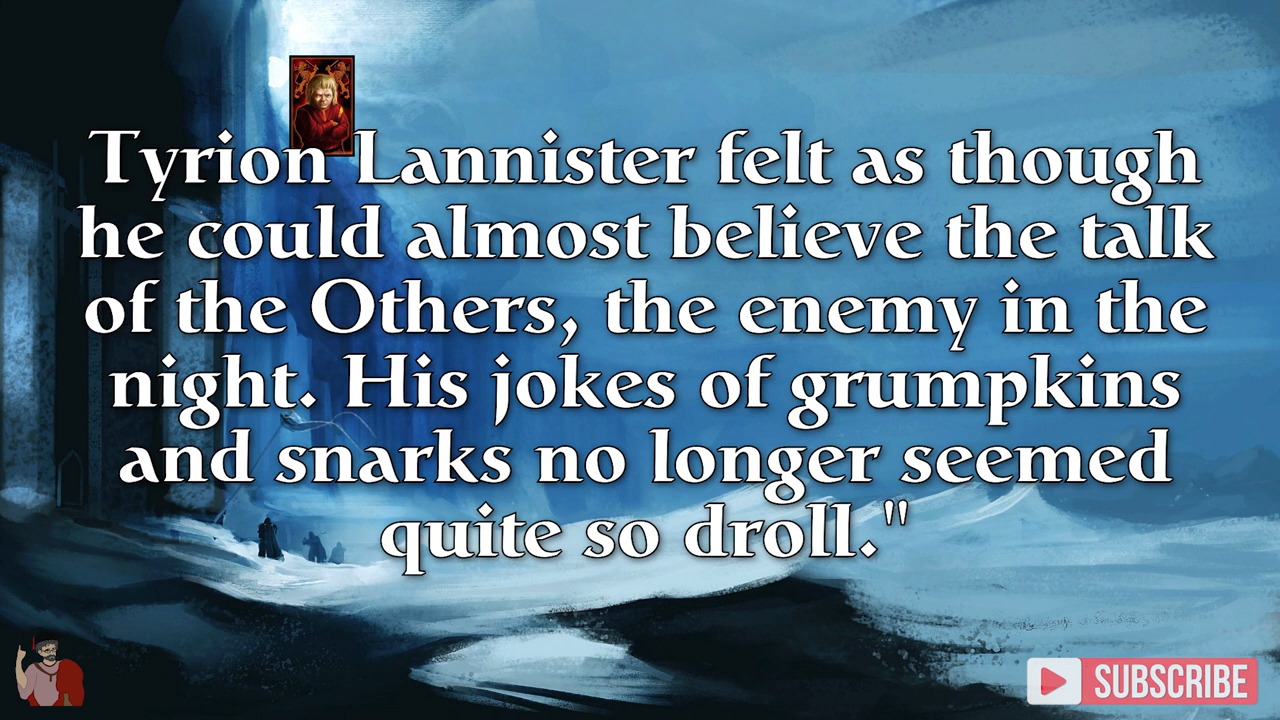 Tyrion Lannister felt as though
he could almost believe the talk
of the Others, the enemy in the
night. His jokes of grumpkins
and snarks no longer seemed
quite so droll."
SUBSCRIBE